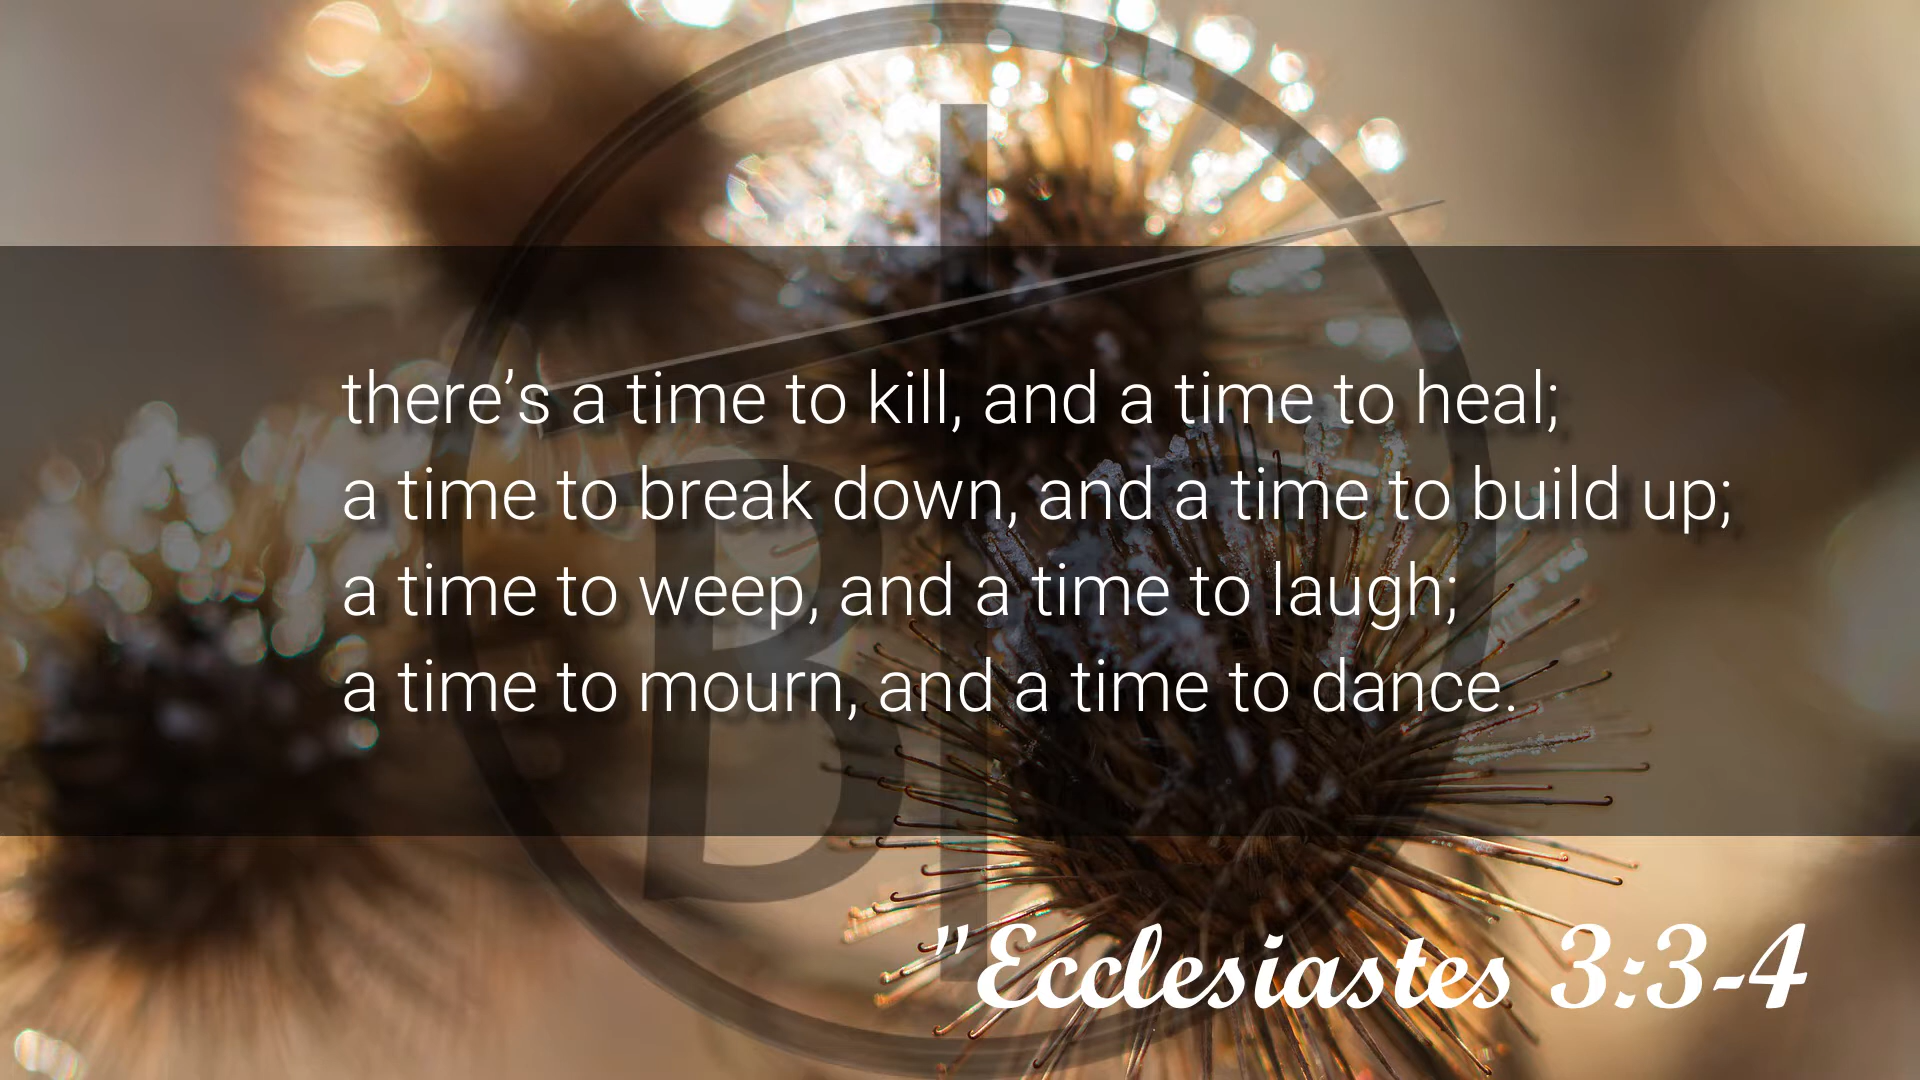 there’s a time to kill, and a time to heal;
a time to break down, and a time to build up;
a time to weep, and a time to laugh;
a time to mourn, and a time to dance.
"Ecclesiastes 3:3-4